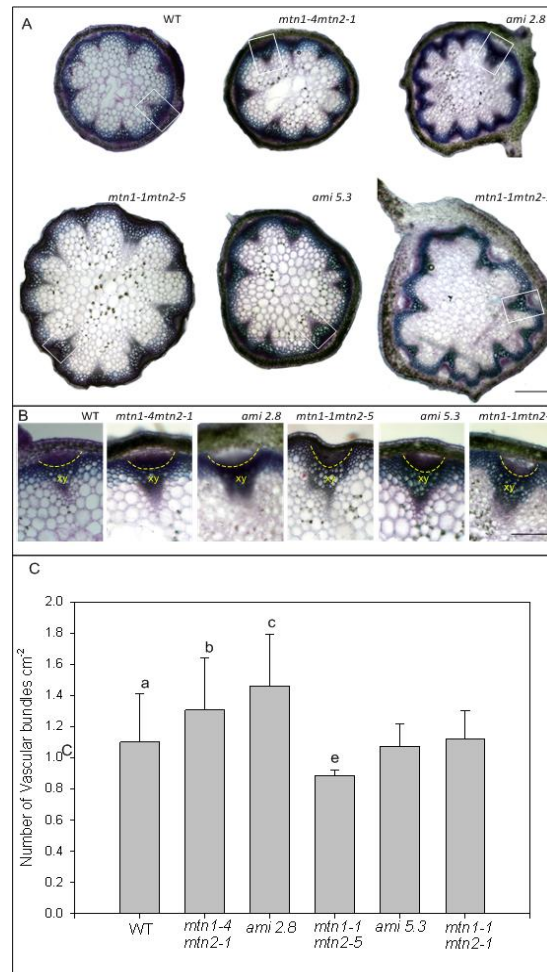 A
WT
mtn1-4mtn2-1
ami 2.8
mtn1-1mtn2-5
ami 5.3
B
WT
mtn1-4mtn2-1
ami 2.8
mtn1-1mtn2-5
ami 5.3
xy
xy
xy
xy
xy
xy
C
Number of Vascular bundles cm-2
C
2.0
1.8
1.6
1.4
1.2
1.0
0.8
0.6
0.4
0.2
0.0
a
b
c
e
WT
mtn1-4
mtn2-1
ami 2.8
mtn1-1
mtn2-5
ami 5.3
mtn1-1
mtn2-1